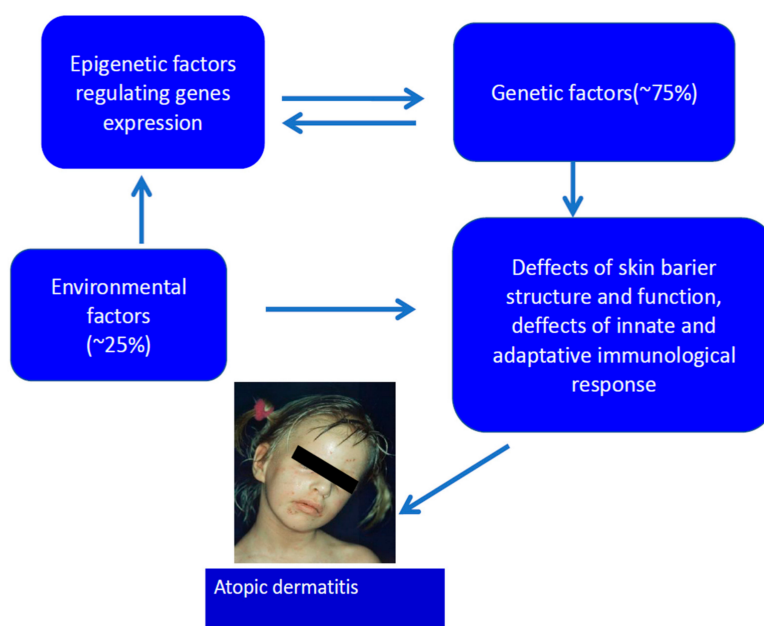 Epigenetic factors
regulating genes
expression
Genetic factors(~75%)
Environmental
factors
(~25%)
Deffects of skin barier
structure and function,
deffects of innate and
adaptative immunological
response
Atopic dermatitis